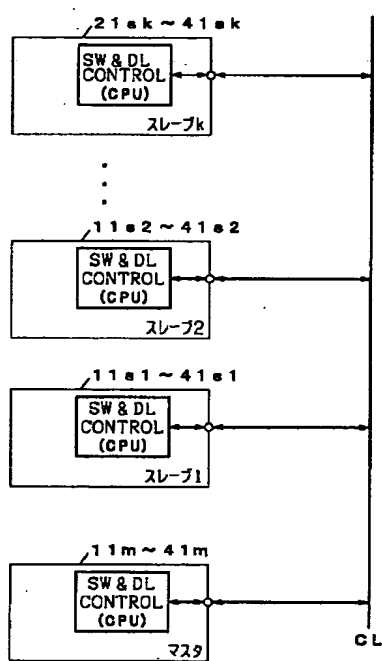 21sk～41sk
SW & DL
CONTROL
(CPU)
スレーブk
11s2～41s2
SW & DL
CONTROL
(CPU)
スレーブ2
11s1～41s1
SW & DL
CONTROL
(CPU)
スレーブ1
11m～41m
SW & DL
CONTROL
(CPU)
マスタ
CL